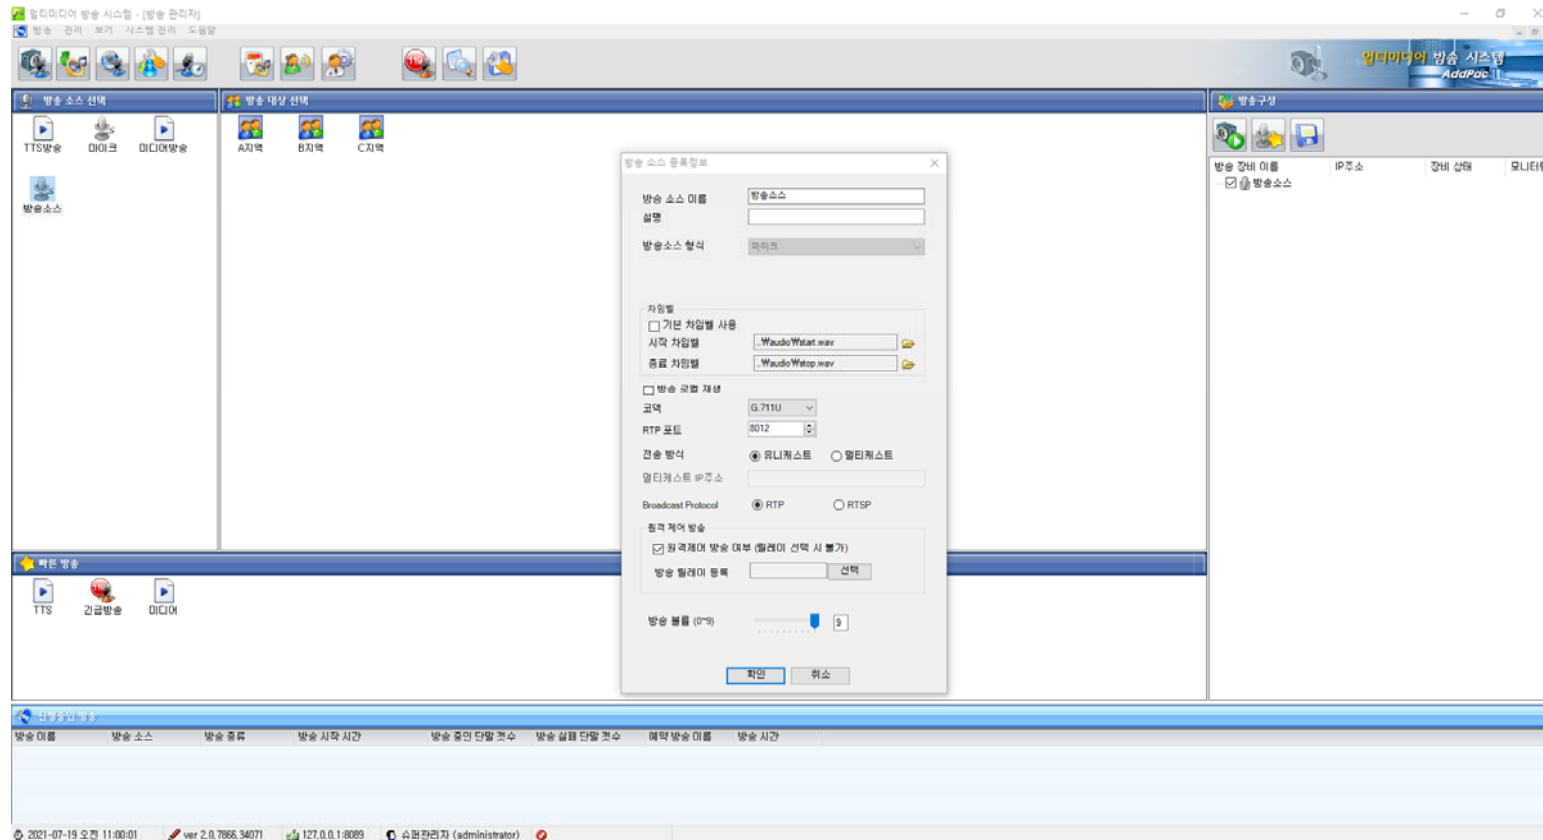 멀티미디어 방송 시스템 - [방송 관리자]
방송 관리 보기 시스템 관리 도움말
멀티미디어 방송 시스템
AddPac
방송 소스 선택
방송 대상 선택
방송구성
TTS방송 마이크 미디어방송
A지역 B지역 C지역
방송소스
방송 장비 이름 IP주소 장비 상태 모니터링
방송소스
방송 소스 등록정보
방송 소스 이름 방송소스
설명
방송소스 형식 마이크
차임벨
기본 차임벨 사용
시작 차임벨 ..₩audio₩start.wav
종료 차임벨 ..₩audio₩stop.wav
방송 로컬 재생
코덱 G.711U
RTP 포트 8012
전송 방식 유니캐스트 멀티캐스트
멀티케스트 IP주소
Broadcast Protocol RTP RTSP
원격 제어 방송
원격제어 방송 여부 (릴레이 선택 시 불가)
방송 릴레이 등록 선택
방송 볼륨 (0~9) 9
확인 취소
빠른 방송
TTS 긴급방송 미디어
진행중인 방송
방송 이름 방송 소스 방송 종류 방송 시작 시간 방송 중인 단말 갯수 방송 실패 단말 갯수 예약 방송 이름 방송 시간
2021-07-19 오전 11:00:01 ver 2.0.7866.34071 127.0.0.1:8089 슈퍼관리자 (administrator)